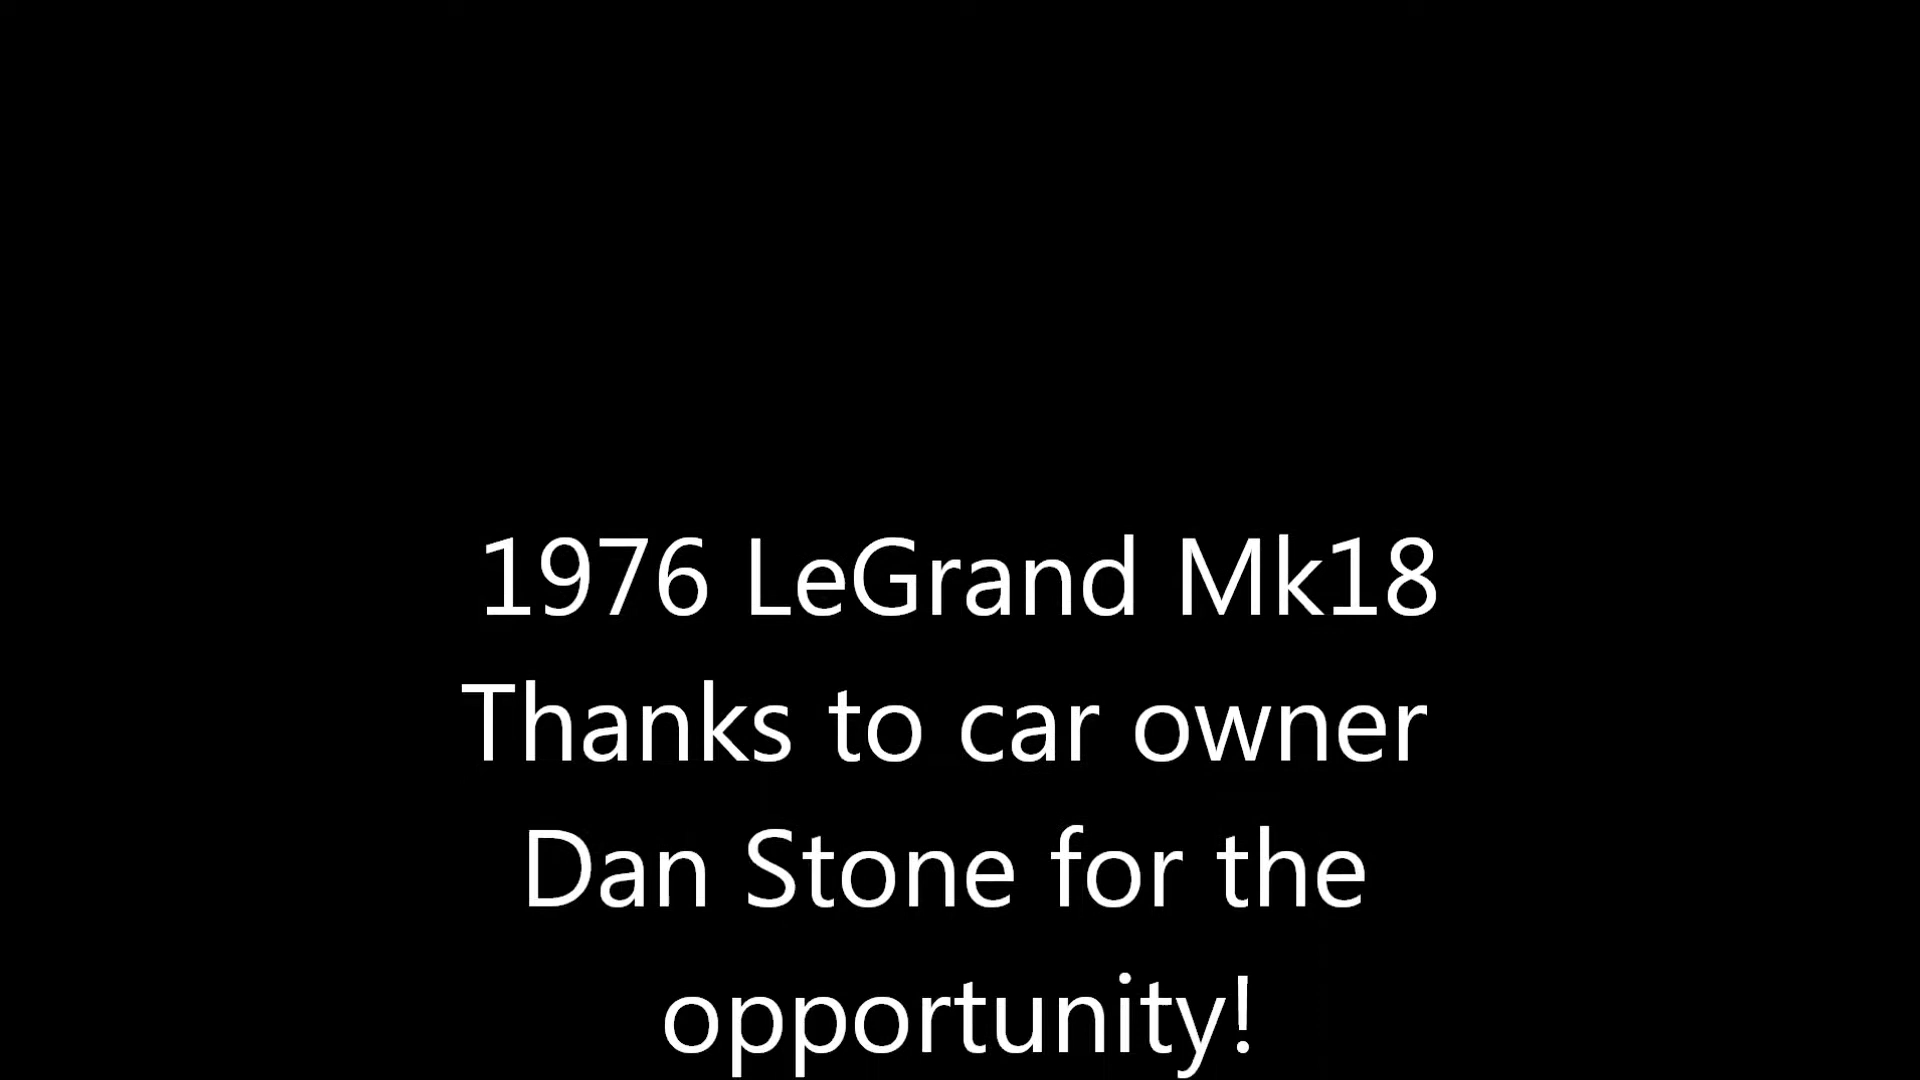 1976 LeGrand Mk18
Thanks to car owner
Dan Stone for the
opportunity!